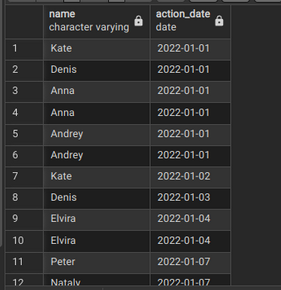 name action_date
character varying date
1 Kate 2022-01-01
2 Denis 2022-01-01
3 Anna 2022-01-01
4 Anna 2022-01-01
5 Andrey 2022-01-01
6 Andrey 2022-01-01
7 Kate 2022-01-02
8 Denis 2022-01-03
9 Elvira 2022-01-04
10 Elvira 2022-01-04
11 Peter 2022-01-07
12 Nataly 2022-01-07